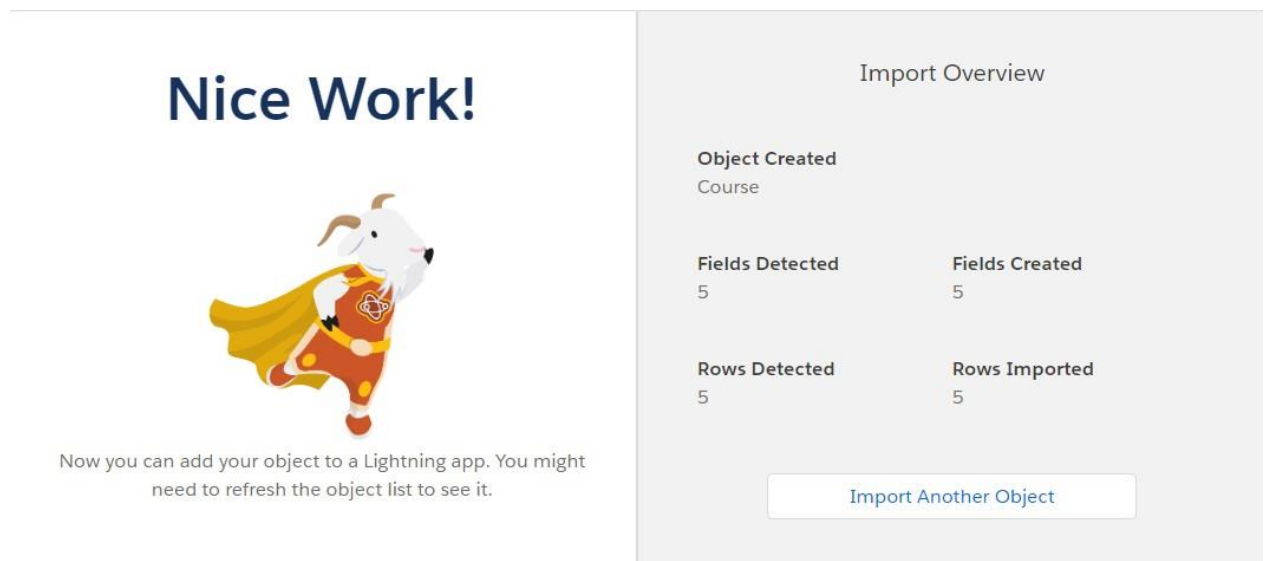 Nice Work!
Now you can add your object to a Lightning app. You might
need to refresh the object list to see it.
Import Overview
Object Created
Course
Fields Detected
5
Fields Created
5
Rows Detected
5
Rows Imported
5
Import Another Object